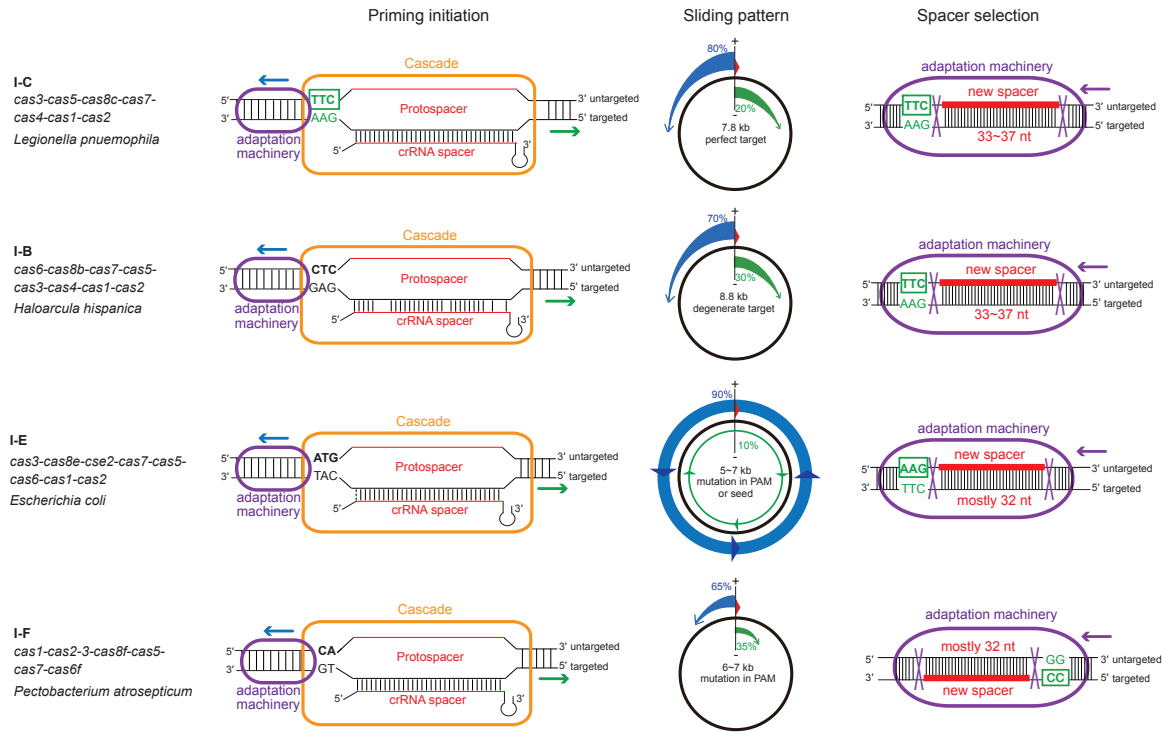 Priming initiation
Sliding pattern
Spacer selection
I-C
cas3-cas5-cas8c-cas7-
cas4-cas1-cas2
Legionella pnuemophila
Cascade
5′
3′
TTC
AAG
Protospacer
3′ untargeted
5′ targeted
adaptation
machinery
5′
crRNA spacer
3′
+
80%
20%
-
7.8 kb
perfect target
adaptation machinery
new spacer
5′
TTC
3′ untargeted
3′
AAG
5′ targeted
33~37 nt
I-B
cas6-cas8b-cas7-cas5-
cas3-cas4-cas1-cas2
Haloarcula hispanica
Cascade
5′
3′
CTC
GAG
Protospacer
3′ untargeted
5′ targeted
adaptation
machinery
5′
crRNA spacer
3′
+
70%
30%
-
8.8 kb
degenerate target
adaptation machinery
new spacer
5′
TTC
3′ untargeted
3′
AAG
5′ targeted
33~37 nt
I-E
cas3-cas8e-cse2-cas7-cas5-
cas6-cas1-cas2
Escherichia coli
Cascade
5′
3′
ATG
TAC
Protospacer
3′ untargeted
5′ targeted
adaptation
machinery
5′
crRNA spacer
3′
+
90%
10%
-
5~7 kb
mutation in PAM
or seed
adaptation machinery
new spacer
5′
AAG
3′ untargeted
3′
TTC
5′ targeted
mostly 32 nt
I-F
cas1-cas2-3-cas8f-cas5-
cas7-cas6f
Pectobacterium atrosepticum
Cascade
5′
3′
CA
GT
Protospacer
3′ untargeted
5′ targeted
adaptation
machinery
5′
crRNA spacer
3′
+
65%
35%
-
6~7 kb
mutation in PAM
adaptation machinery
mostly 32 nt
5′
GG
3′ untargeted
3′
CC
5′ targeted
new spacer